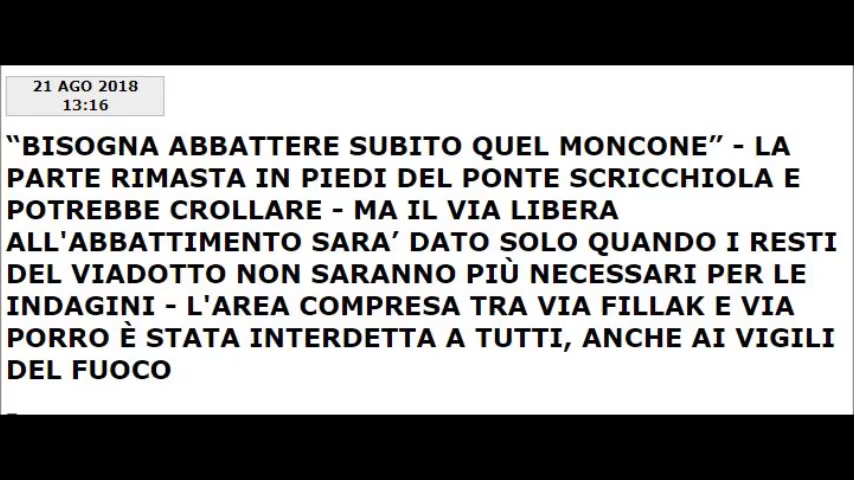 21 AGO 2018
13:16
“BISOGNA ABBATTERE SUBITO QUEL MONCONE” - LA
PARTE RIMASTA IN PIEDI DEL PONTE SCRICCHIOLA E
POTREBBE CROLLARE - MA IL VIA LIBERA
ALL'ABBATTIMENTO SARA’ DATO SOLO QUANDO I RESTI
DEL VIADOTTO NON SARANNO PIÙ NECESSARI PER LE
INDAGINI - L'AREA COMPRESA TRA VIA FILLAK E VIA
PORRO È STATA INTERDETTA A TUTTI, ANCHE AI VIGILI
DEL FUOCO